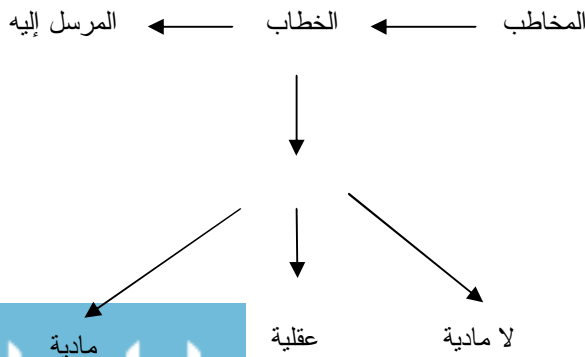 المخاطب الخطاب المرسل إليه
لا مادية عقلية مادية